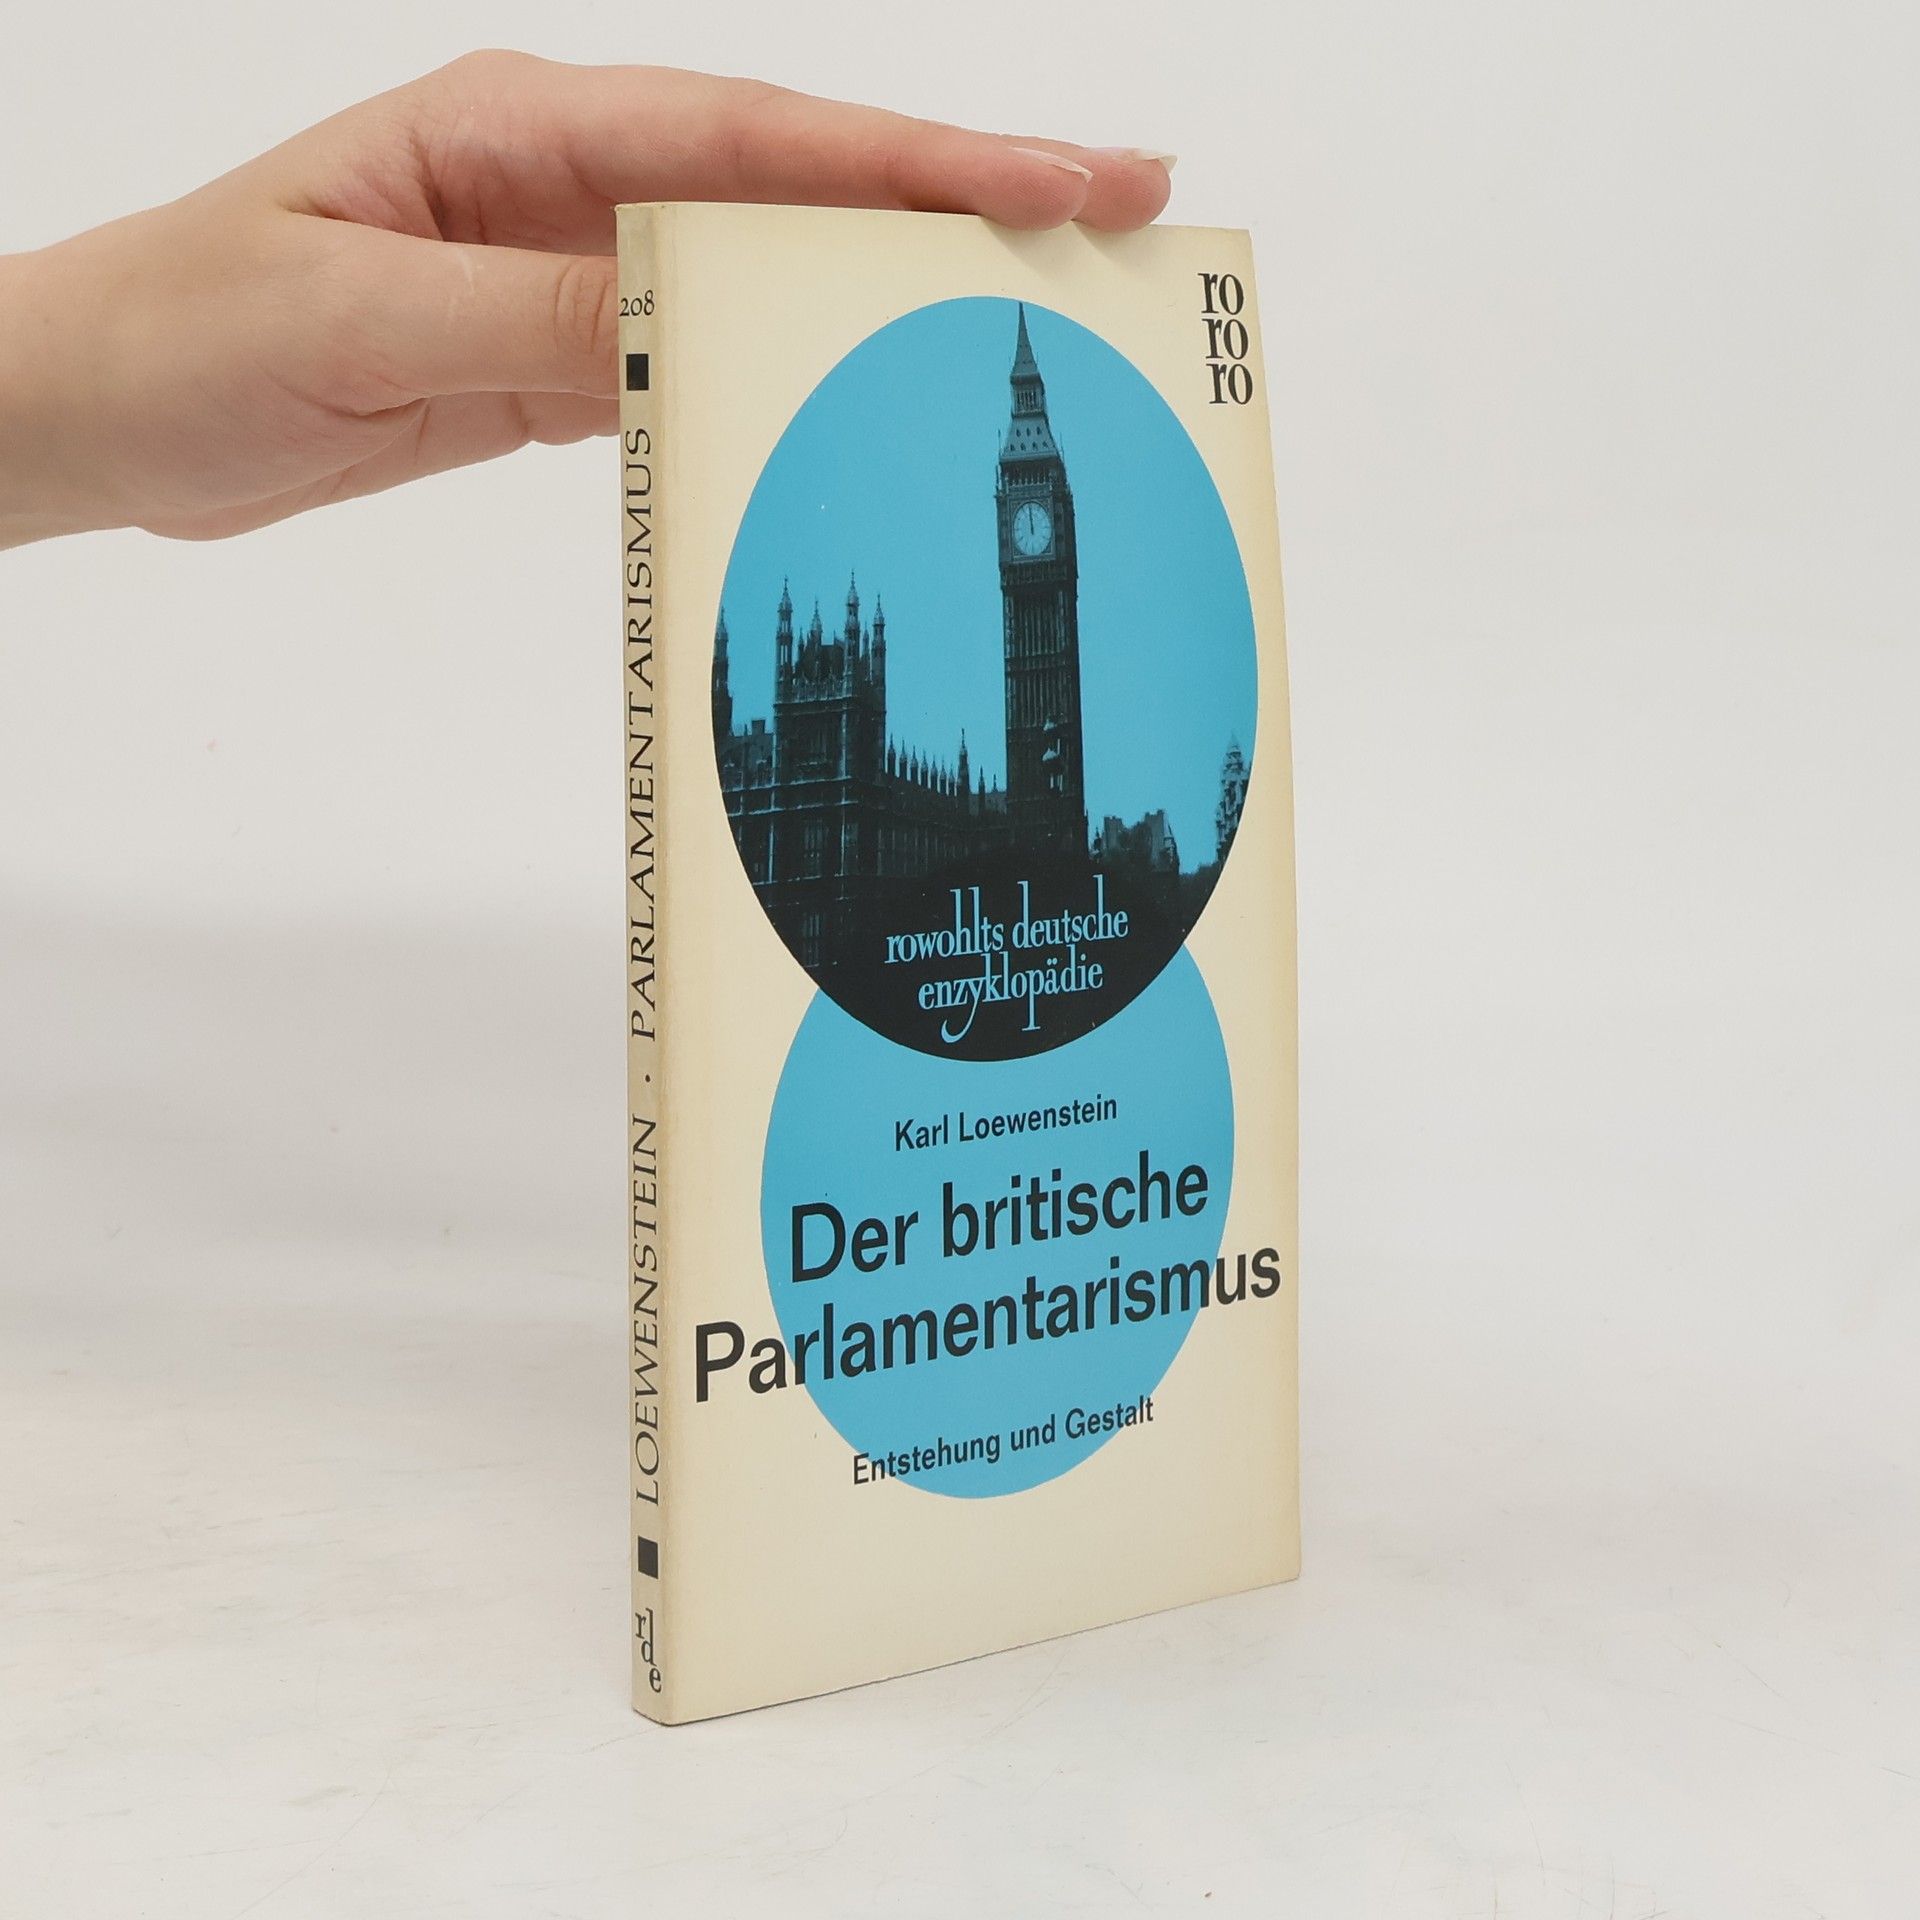 208
LOEWENSTEIN · PARLAMENTARISMUS
rde
ro
ro
ro
rowohlts deutsche
enzyklopädie
Karl Loewenstein
Der britische
Parlamentarismus
Entstehung und Gestalt